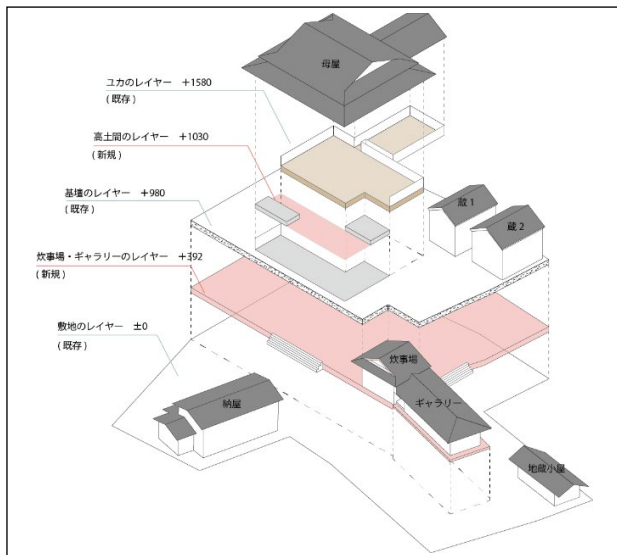 母屋
ユカのレイヤー　+1580
(既存)
高土間のレイヤー　+1030
(新規)
基壇のレイヤー　+980
(既存)
蔵 1
蔵 2
炊事場・ギャラリーのレイヤー　+392
(新規)
敷地のレイヤー　±0
(既存)
炊事場
ギャラリー
納屋
地蔵小屋